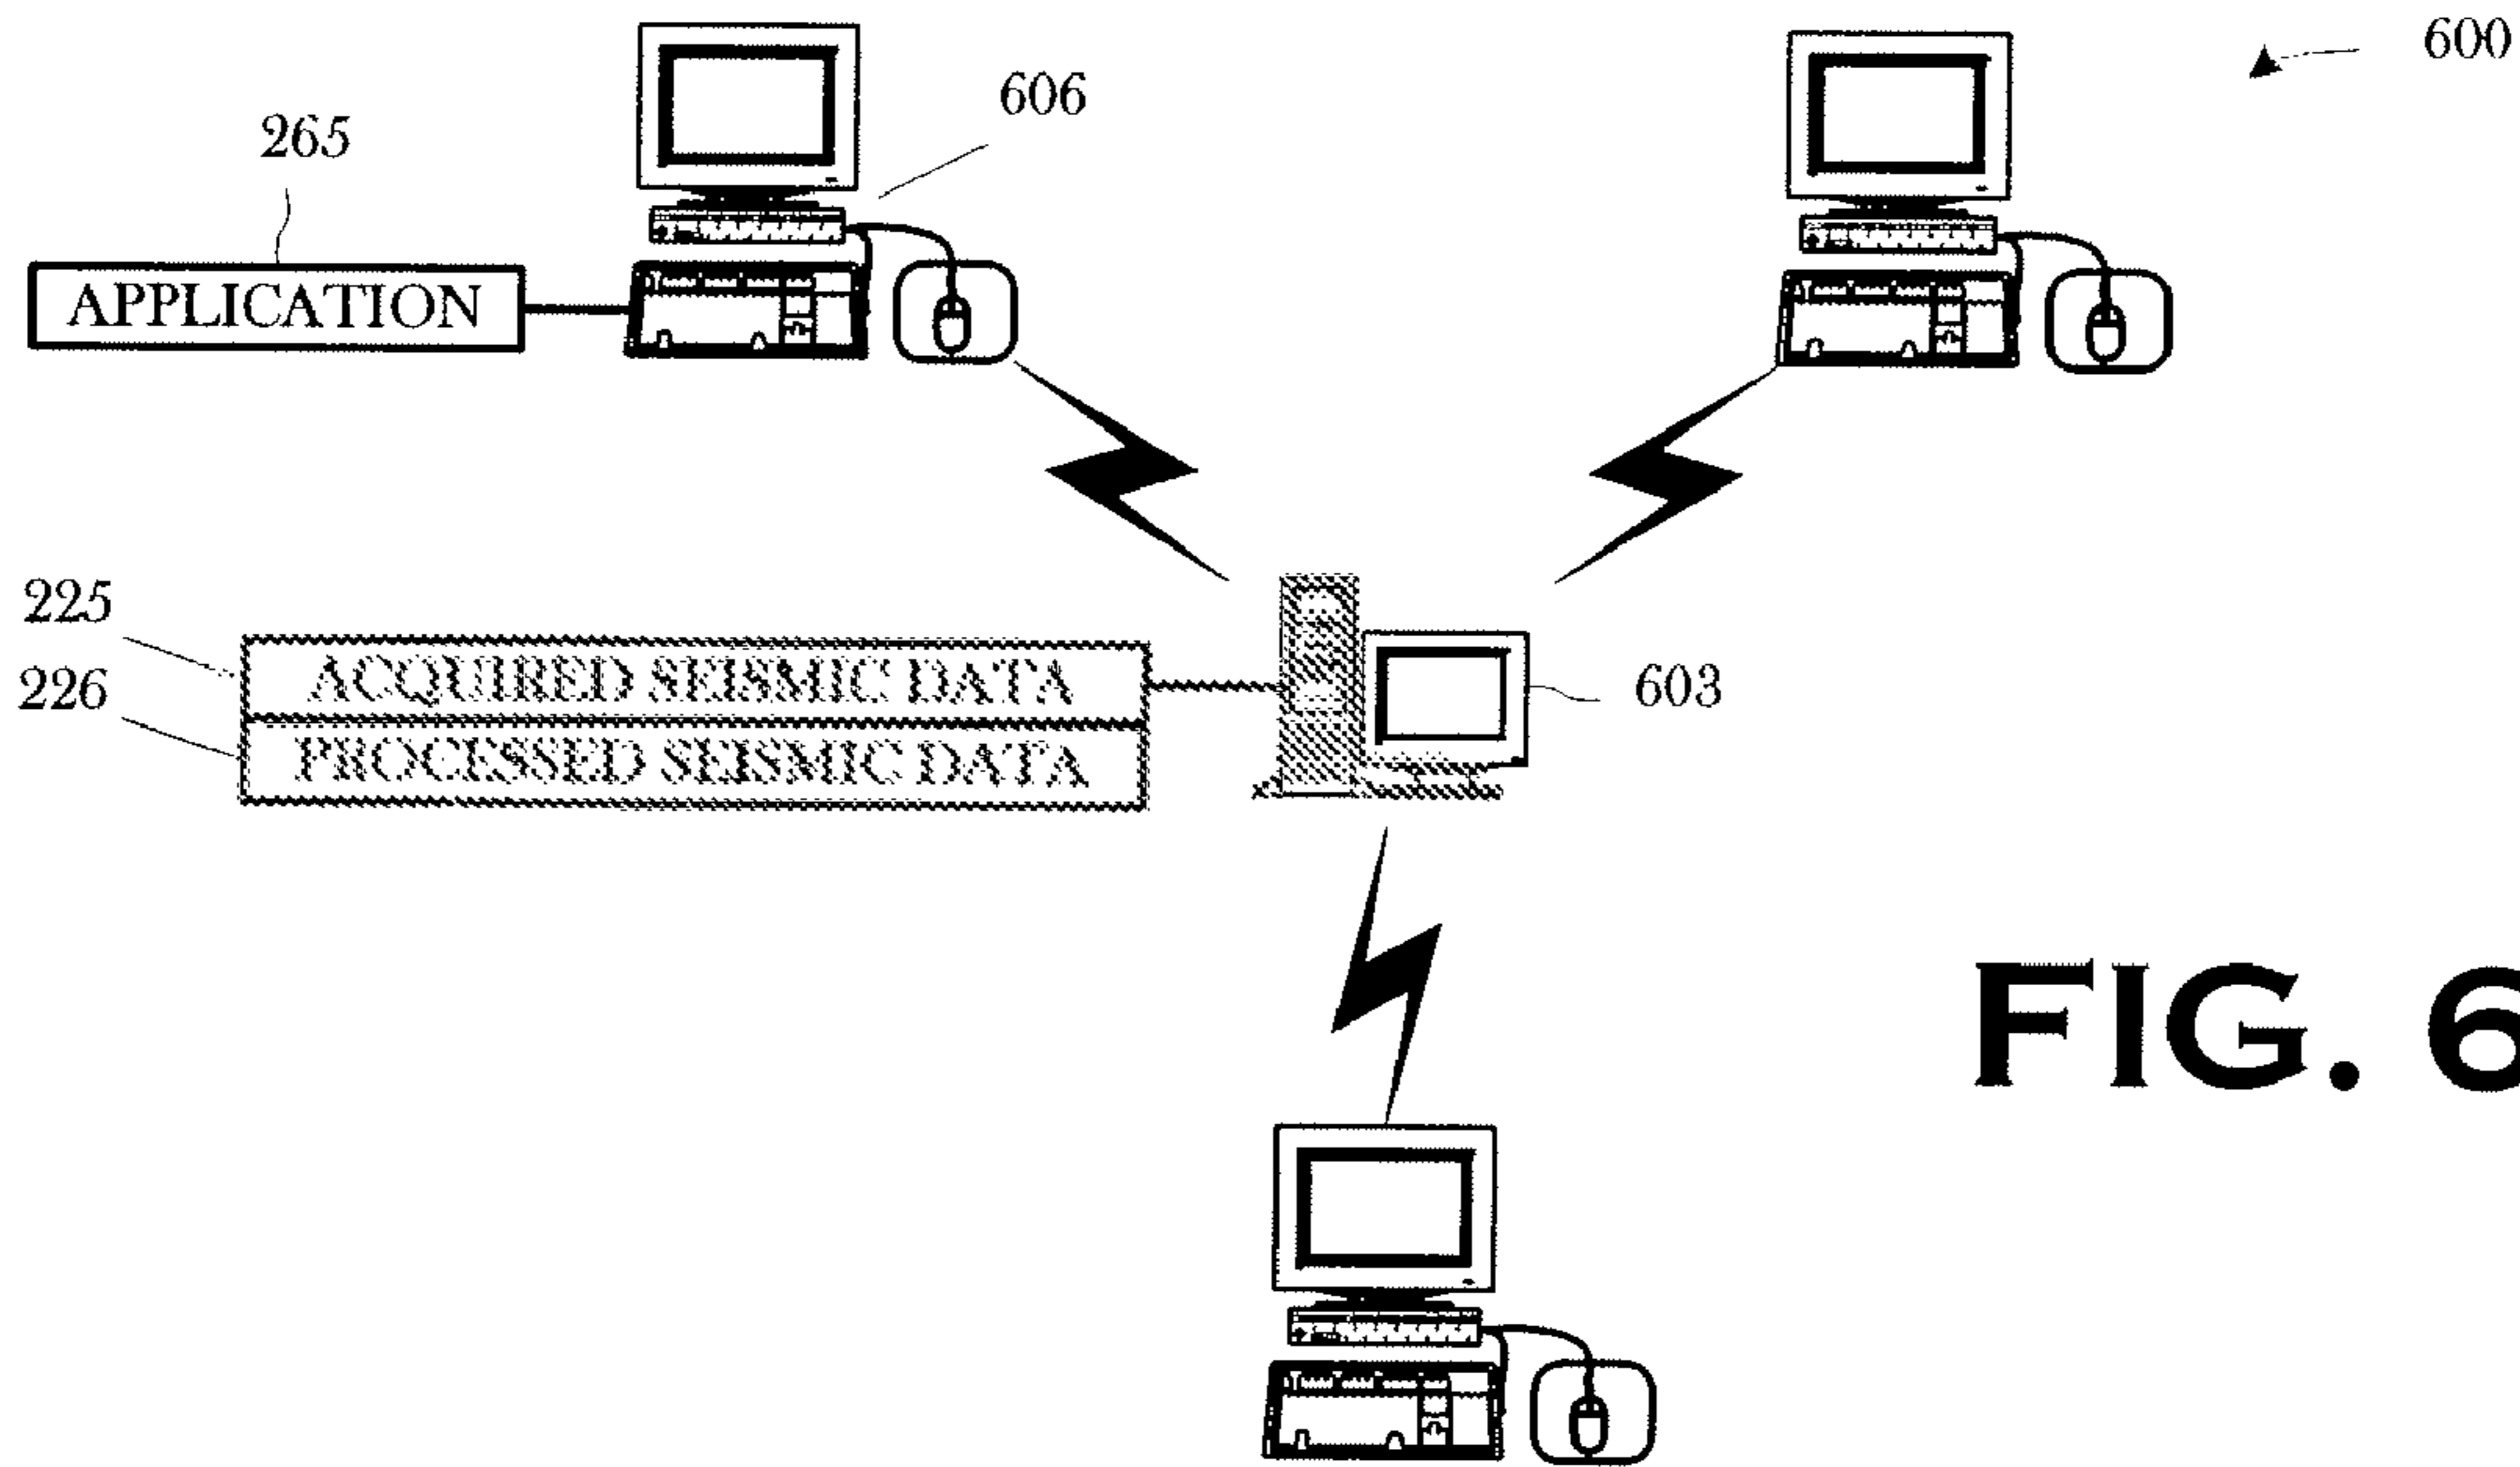 600
606
265
APPLICATION
225
ACQUIRED SEISMIC DATA
226
PROCESSED SEISMIC DATA
603
FIG. 6